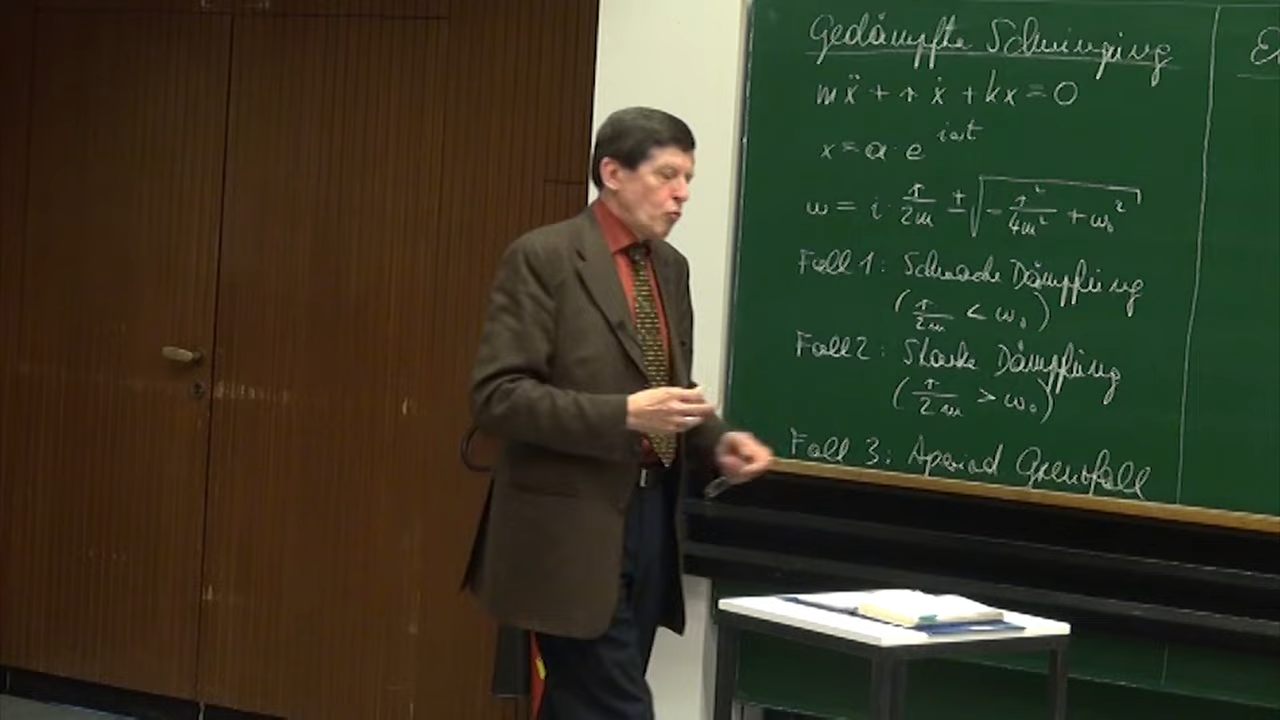 Gedämpfte Schwingung
mẍ + r ẋ + kx = 0
x = a · e^{iωt}
ω = i · r/2m ± √(-r²/4m² + ω₀²)
Fall 1: Schwache Dämpfung
(r/2m < ω₀)
Fall 2: Starke Dämpfung
(r/2m > ω₀)
Fall 3: Aperiod Grenzfall